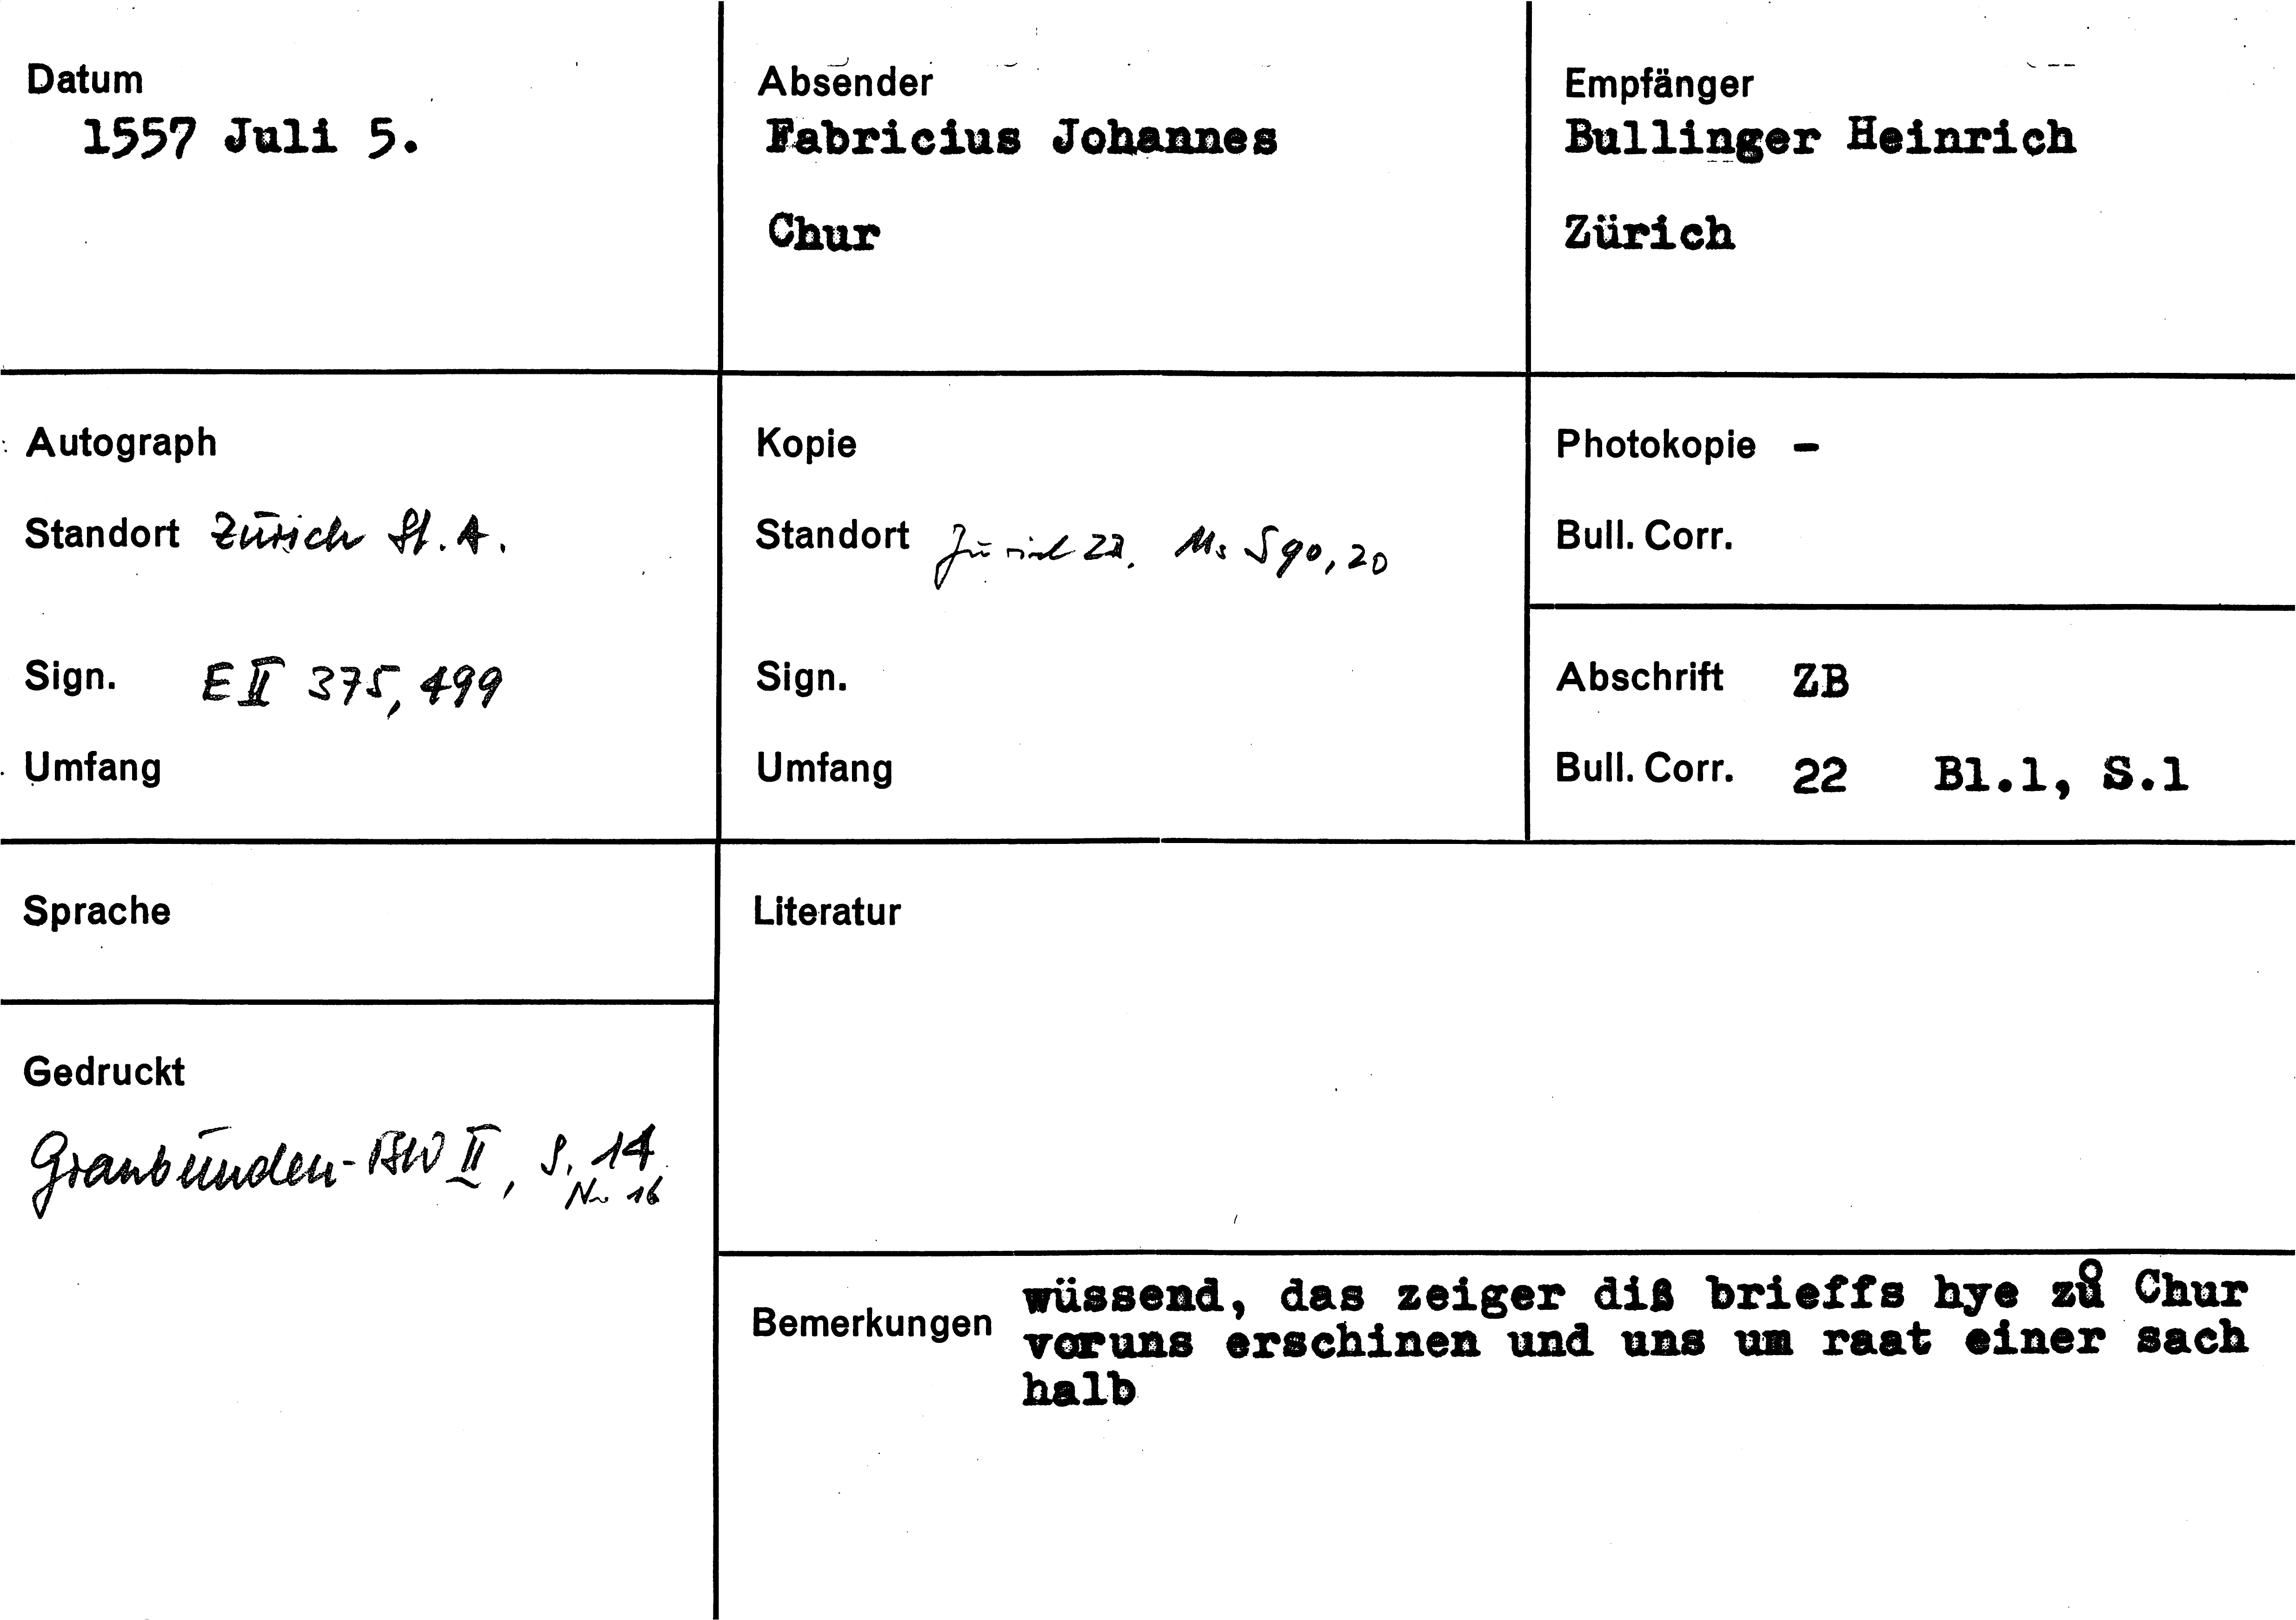 Datum
1557 Juli 5.
Absender
Fabricius Johannes
Chur
Empfänger
Bullinger Heinrich
Zürich
Autograph
Standort Zürich St. A.
Sign. E II 375, 499
Umfang
Kopie
Standort Zürich ZB. Ms S 90, 20
Sign.
Umfang
Photokopie -
Bull. Corr.
Abschrift ZB
Bull. Corr. 22 Bl.1, S.1
Sprache
Literatur
Gedruckt
Graubünden-BW II, S. 14
Nr 16
Bemerkungen
wüssend, das zeiger diß brieffs hye zů Chur
voruns erschinen und uns um raat einer sach
halb